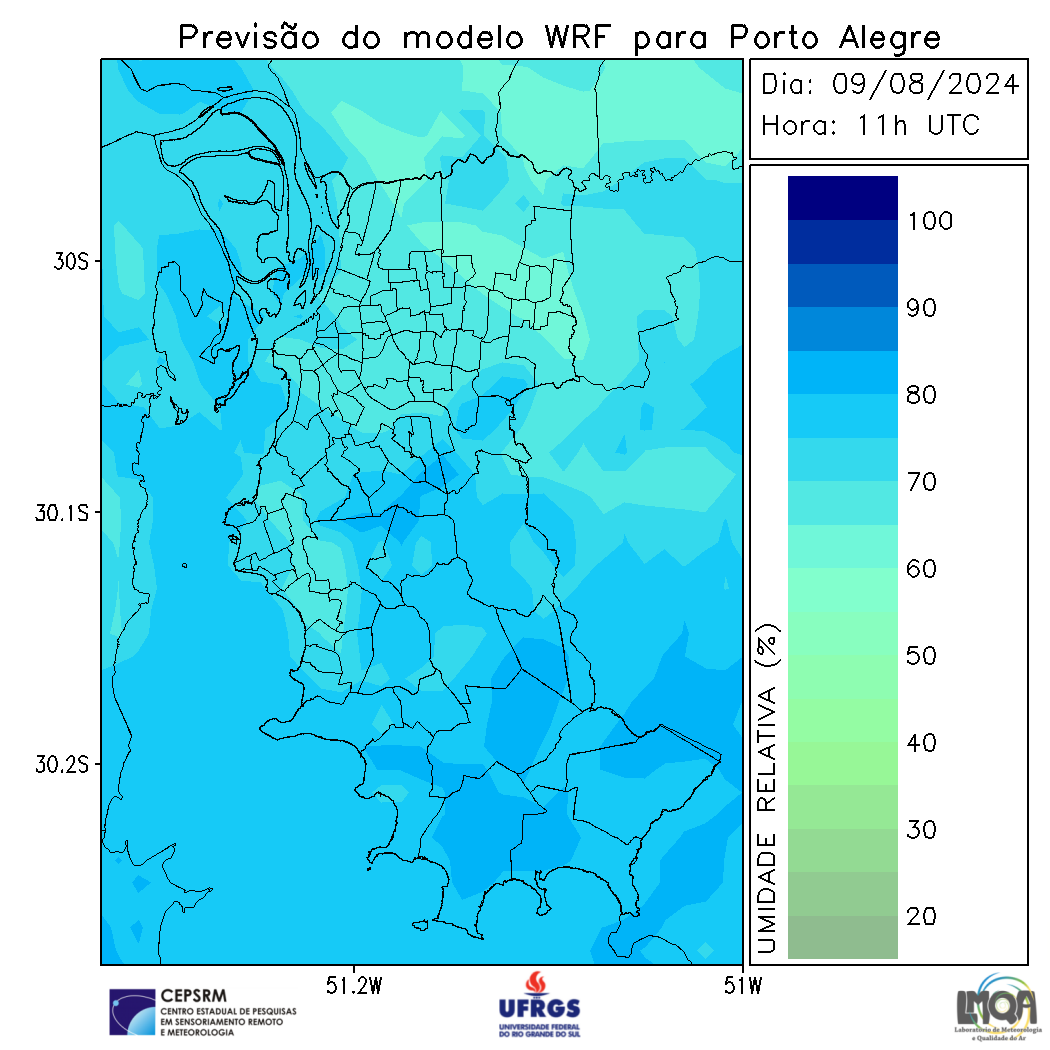 Previsão do modelo WRF para Porto Alegre
Dia: 09/08/2024
Hora: 11h UTC
30S
30.1S
30.2S
51.2W
51W
UMIDADE RELATIVA (%)
100
90
80
70
60
50
40
30
20
CEPSRM
CENTRO ESTADUAL DE PESQUISAS
EM SENSORIAMENTO REMOTO
E METEOROLOGIA
UFRGS
UNIVERSIDADE FEDERAL
DO RIO GRANDE DO SUL
LMQA
Laboratório de Meteorologia
e Qualidade do Ar